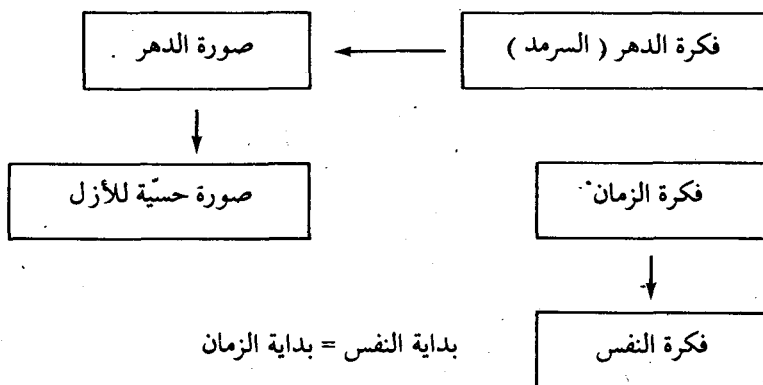 فكرة الدهر ( السرمد )
صورة الدهر
فكرة الزمان
صورة حسّية للأزل
فكرة النفس
بداية النفس = بداية الزمان